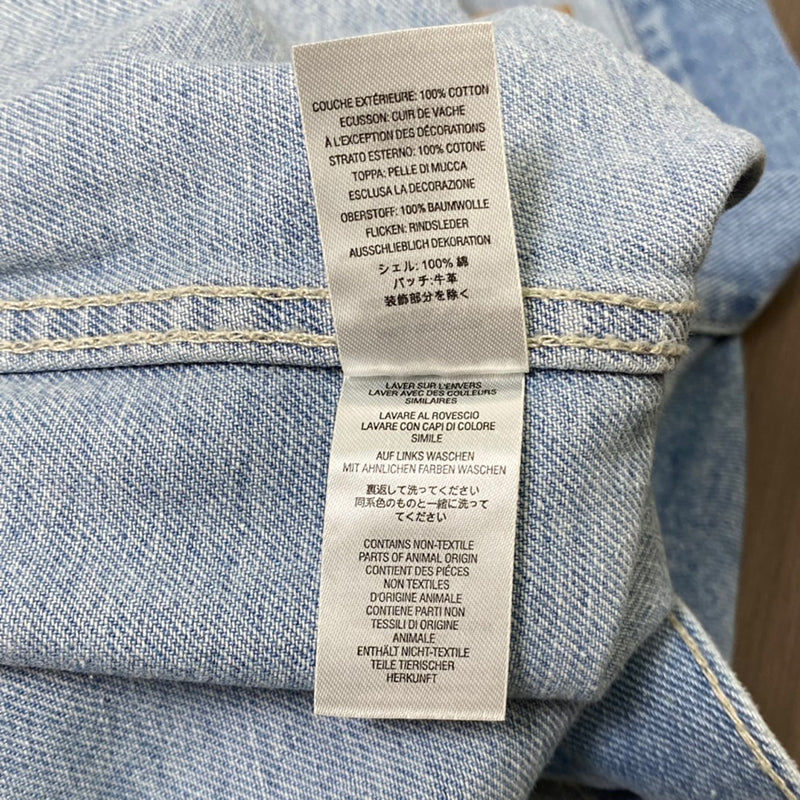 COUCHE EXTÉRIEURE: 100% COTTON
ECUSSON: CUIR DE VACHE
À L'EXCEPTION DES DÉCORATIONS
STRATO ESTERNO: 100% COTONE
TOPPA: PELLE DI MUCCA
ESCLUSA LA DECORAZIONE
OBERSTOFF: 100% BAUMWOLLE
FLICKEN: RINDSLEDER
AUSSCHLIEBLICH DEKORATION
シェル: 100% 綿
パッチ: 牛革
装飾部分を除く
LAVER SUR L'ENVERS
LAVER AVEC DES COULEURS
SIMILAIRES
LAVARE AL ROVESCIO
LAVARE CON CAPI DI COLORE
SIMILE
AUF LINKS WASCHEN
MIT AHNLICHEN FARBEN WASCHEN
裏返して洗ってください
同系色のものと一緒に洗って
てください
CONTAINS NON-TEXTILE
PARTS OF ANIMAL ORIGIN
CONTIENT DES PIÉCES
NON TEXTILES
D'ORIGINE ANIMALE
CONTIENE PARTI NON
TESSILI DI ORIGINE
ANIMALE
ENTHÄLT NICHT-TEXTILE
TEILE TIERISCHER
HERKUNFT